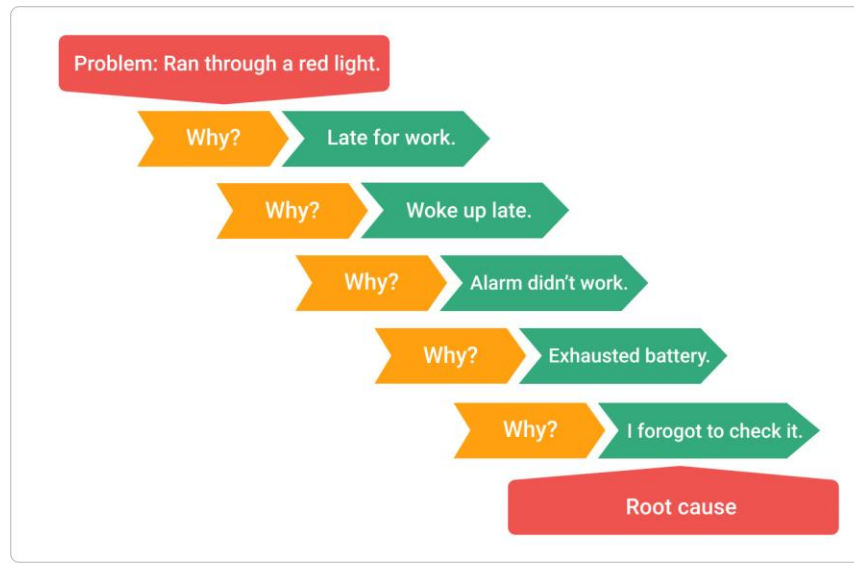 Problem: Ran through a red light.
Why? Late for work.
Why? Woke up late.
Why? Alarm didn’t work.
Why? Exhausted battery.
Why? I forogot to check it.
Root cause